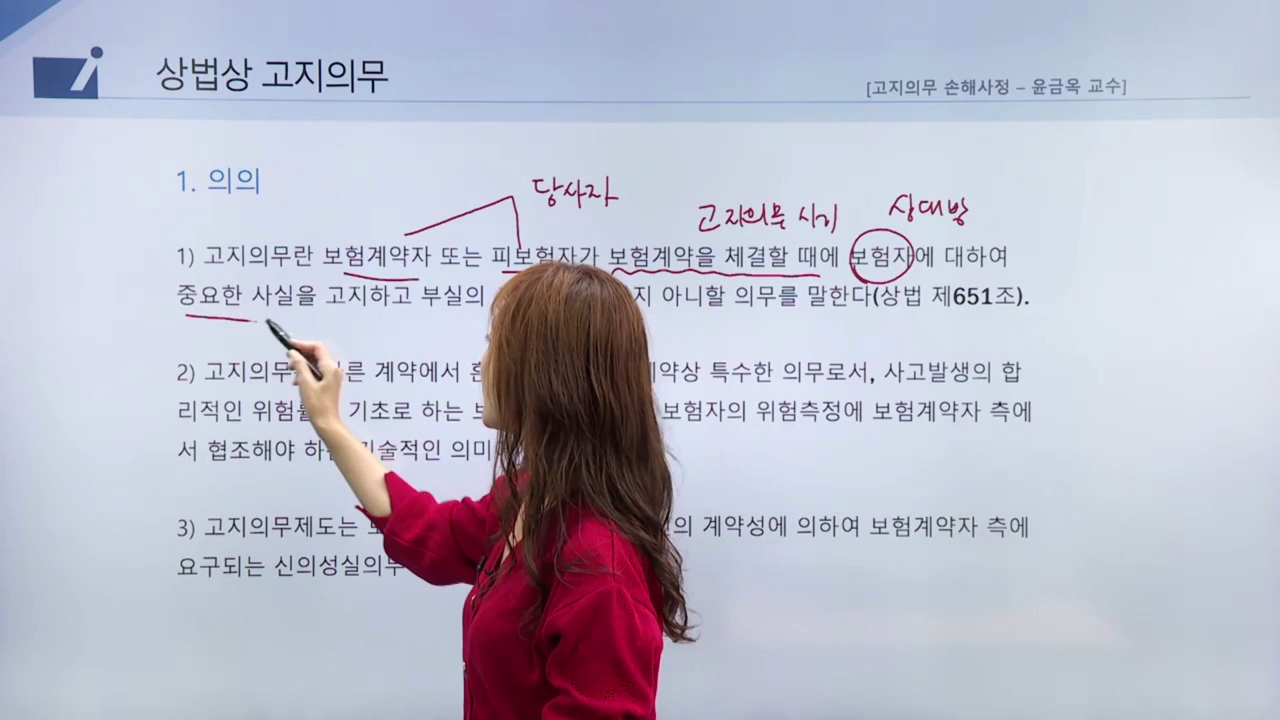 상법상 고지의무
[고지의무 손해사정 – 윤금옥 교수]
1. 의의
당사자
고지의무 시기
상대방
1) 고지의무란 보험계약자 또는 피보험자가 보험계약을 체결할 때에 보험자에 대하여
중요한 사실을 고지하고 부실의 지 아니할 의무를 말한다(상법 제651조).
2) 고지의무 른 계약에서 계약상 특수한 의무로서, 사고발생의 합
리적인 위험률 기초로 하는 보험자의 위험측정에 보험계약자 측에
서 협조해야 하 기술적인 의미
3) 고지의무제도는 의 계약성에 의하여 보험계약자 측에
요구되는 신의성실의무